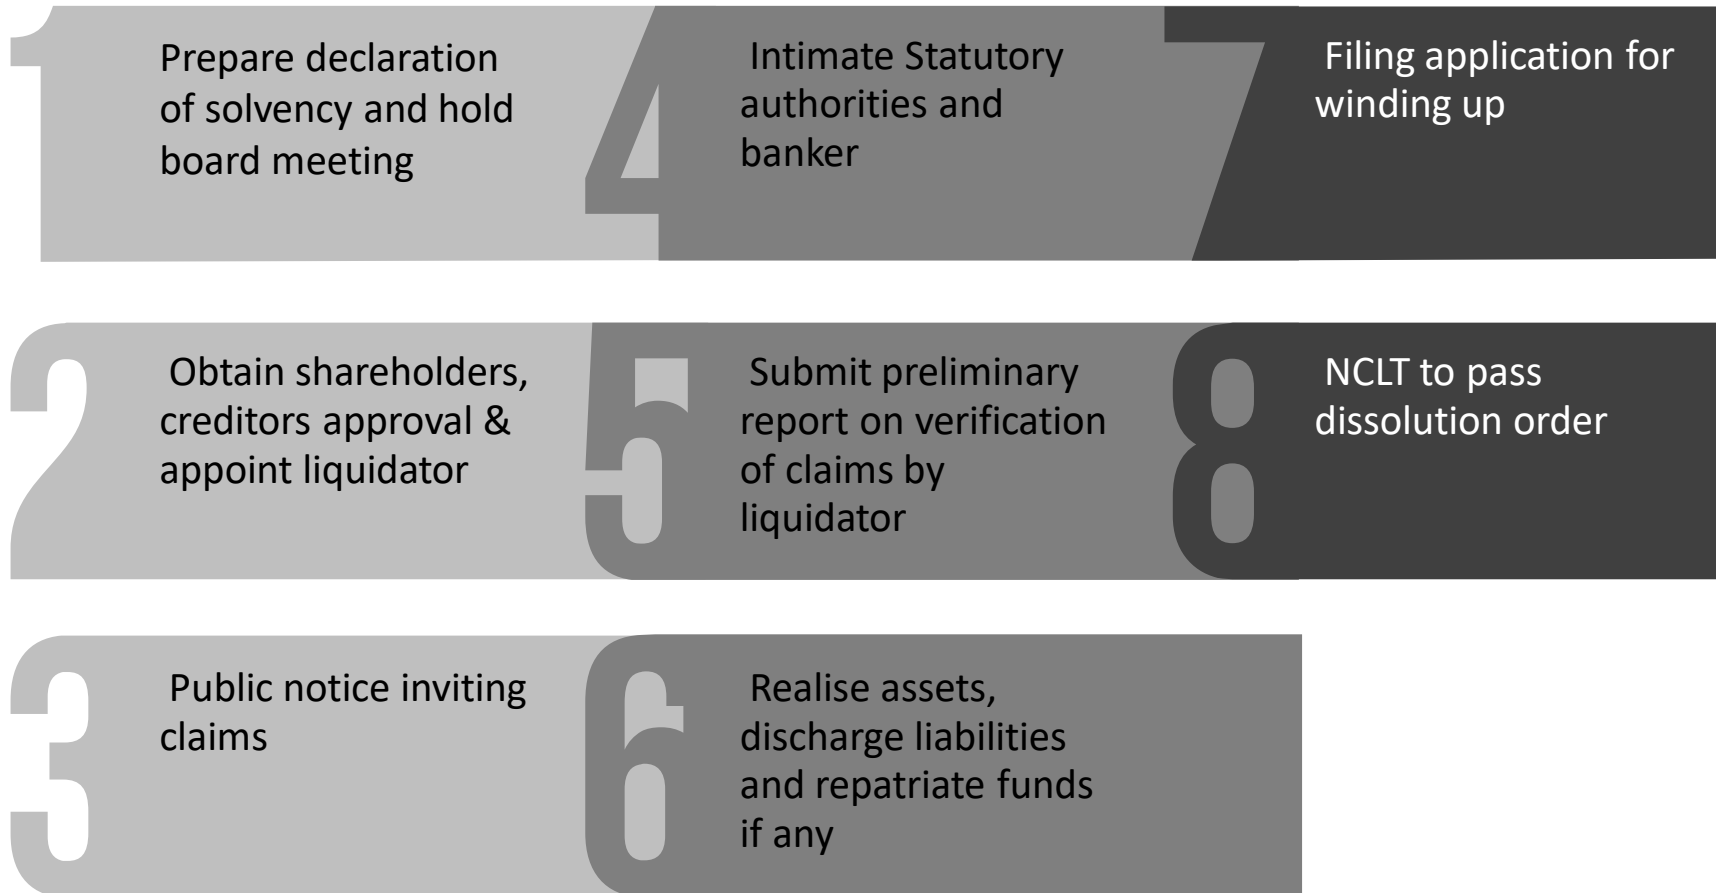 1
Prepare declaration
of solvency and hold
board meeting
2
Obtain shareholders,
creditors approval &
appoint liquidator
3
Public notice inviting
claims
4
Intimate Statutory
authorities and
banker
5
Submit preliminary
report on verification
of claims by
liquidator
6
Realise assets,
discharge liabilities
and repatriate funds
if any
7
Filing application for
winding up
8
NCLT to pass
dissolution order